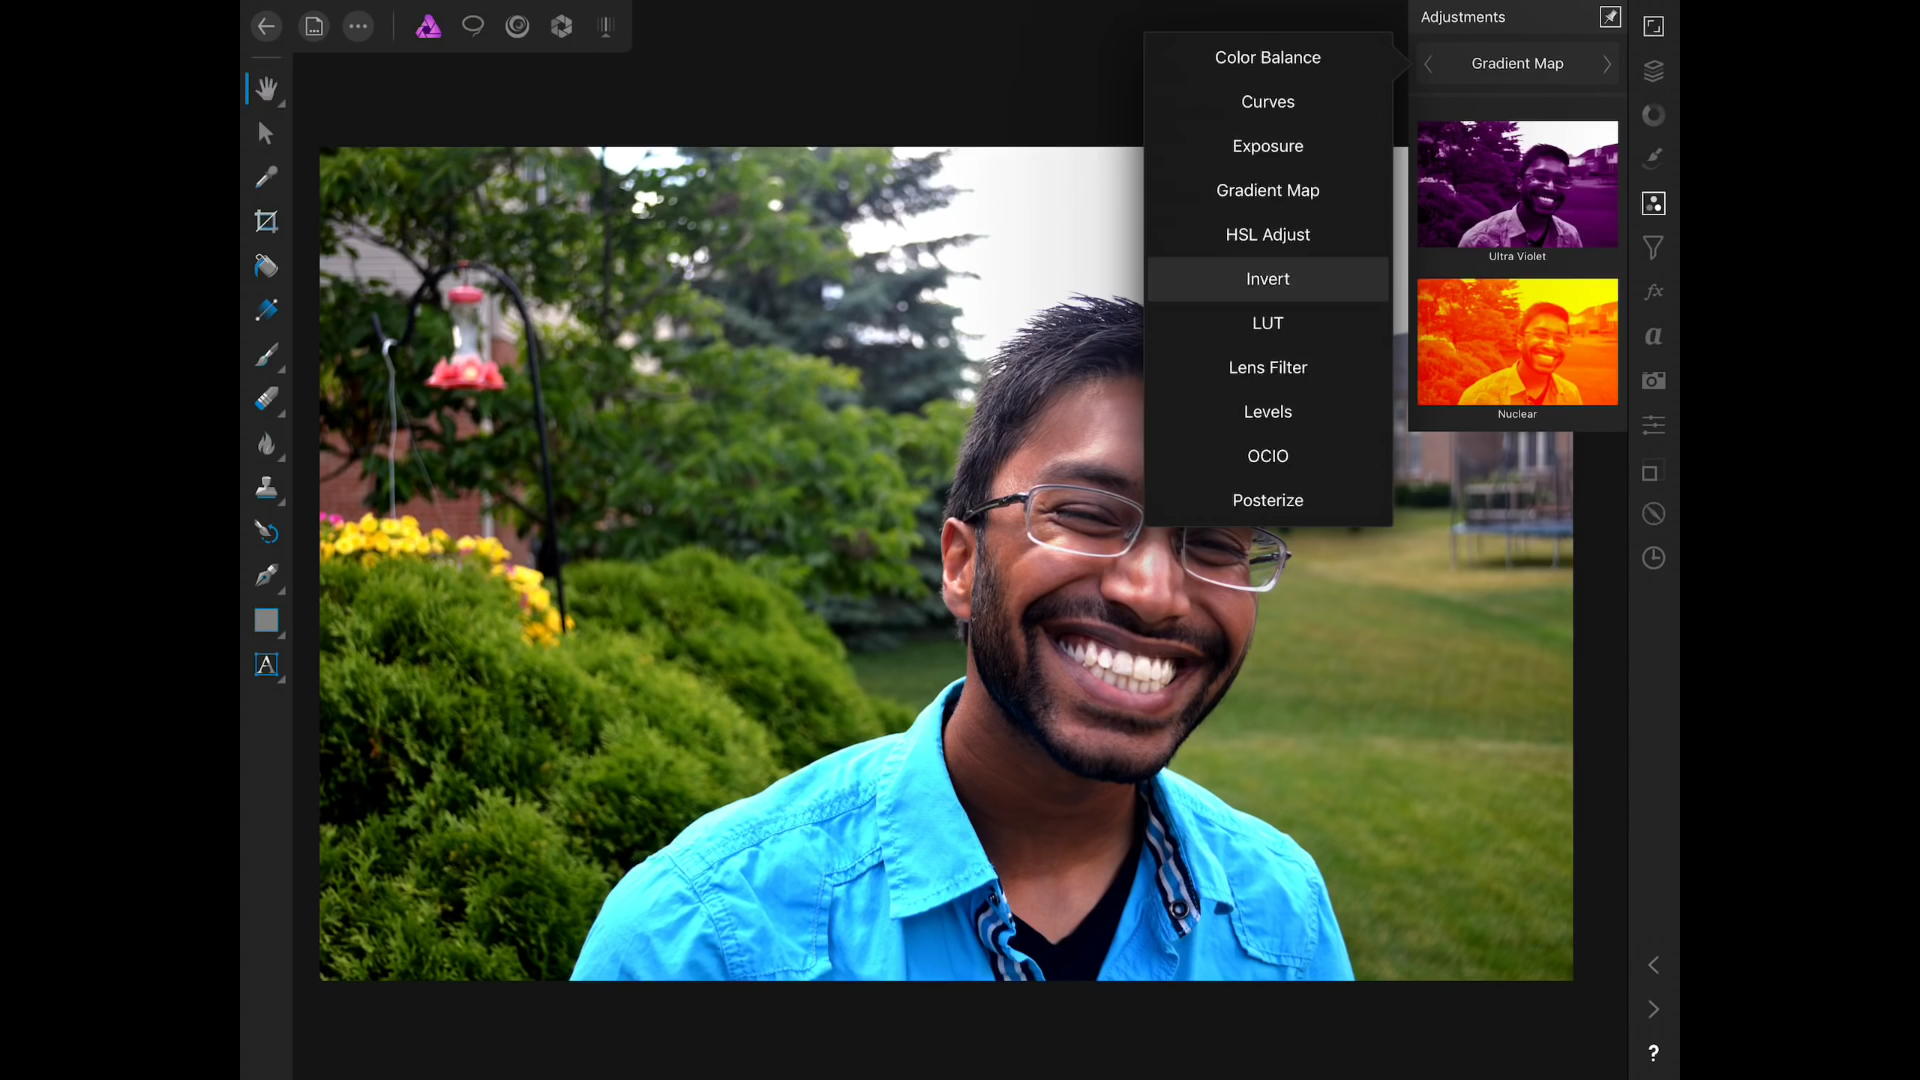 Adjustments
Gradient Map
Color Balance
Curves
Exposure
Gradient Map
HSL Adjust
Invert
LUT
Lens Filter
Levels
OCIO
Posterize
Ultra Violet
Nuclear
fx
a
A
?